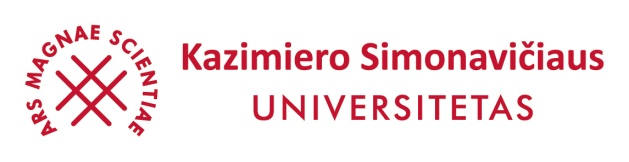 ARS MAGNAE SCIENTIAE
Kazimiero Simonavičiaus
UNIVERSITETAS